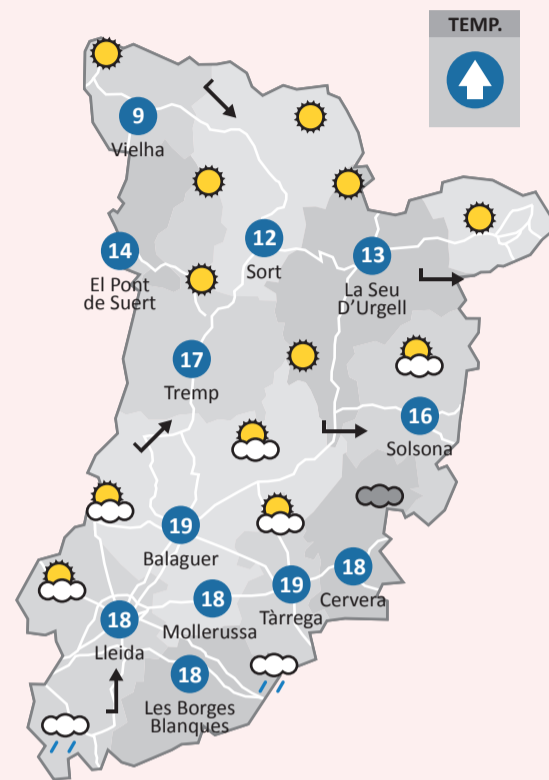 TEMP.
9
Vielha
12
Sort
14
El Pont
de Suert
13
La Seu
D’Urgell
17
Tremp
16
Solsona
19
Balaguer
18
Cervera
19
Tàrrega
18
Mollerussa
18
Lleida
18
Les Borges
Blanques